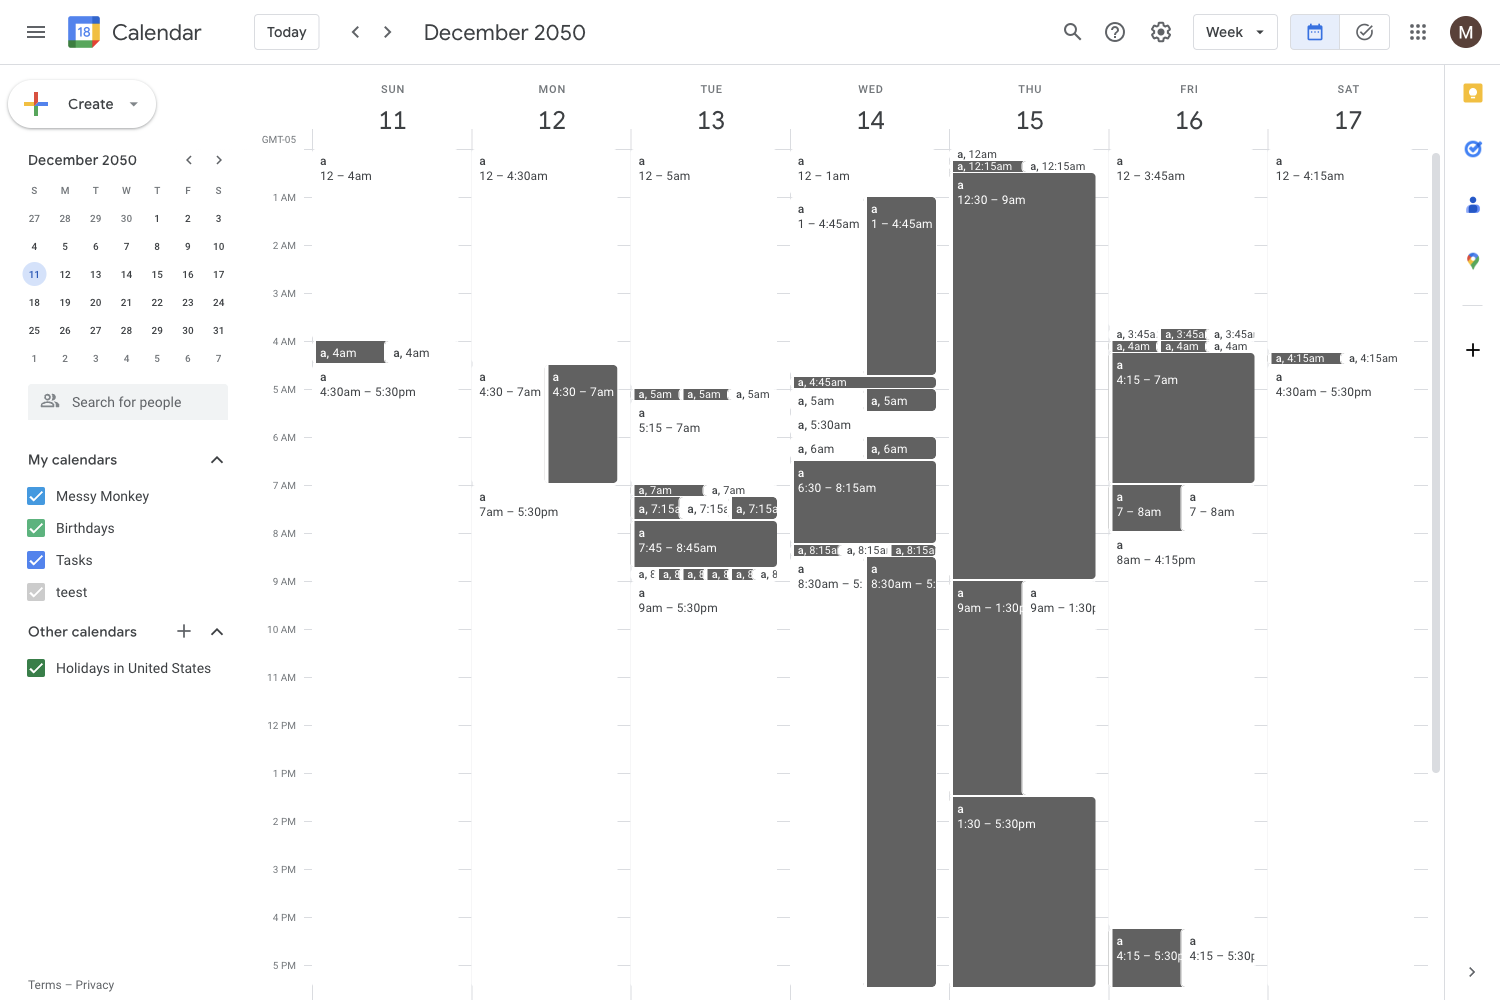 18 Calendar
Today
December 2050
Week
M
Create
December 2050
S M T W T F S
27 28 29 30 1 2 3
4 5 6 7 8 9 10
11 12 13 14 15 16 17
18 19 20 21 22 23 24
25 26 27 28 29 30 31
1 2 3 4 5 6 7
Search for people
My calendars
Messy Monkey
Birthdays
Tasks
teest
Other calendars
Holidays in United States
Terms – Privacy
SUN MON TUE WED THU FRI SAT
11 12 13 14 15 16 17
GMT-05
1 AM
2 AM
3 AM
4 AM
5 AM
6 AM
7 AM
8 AM
9 AM
10 AM
11 AM
12 PM
1 PM
2 PM
3 PM
4 PM
5 PM
a
12 – 4am
a, 4am
a, 4am
a
4:30am – 5:30pm
a
12 – 4:30am
a
4:30 – 7am
a
4:30 – 7am
a
7am – 5:30pm
a
12 – 5am
a, 5am
a, 5am
a, 5am
a
5:15 – 7am
a, 7am
a, 7am
a, 7:15a
a, 7:15a
a, 7:15a
a
7:45 – 8:45am
a, 8
a, 8
a, 8
a, 8
a, 8
a, 8
a
9am – 5:30pm
a
12 – 1am
a
1 – 4:45am
a
1 – 4:45am
a, 4:45am
a, 5am
a, 5am
a, 5:30am
a, 6am
a, 6am
a
6:30 – 8:15am
a, 8:15a
a, 8:15a
a, 8:15a
a
8:30am – 5:
a
8:30am – 5:
a, 12am
a, 12:15am
a, 12:15am
a
12:30 – 9am
a
9am – 1:30p
a
9am – 1:30p
a
1:30 – 5:30pm
a
12 – 3:45am
a, 3:45a
a, 3:45a
a, 3:45a
a, 4am
a, 4am
a, 4am
a
4:15 – 7am
a
7 – 8am
a
7 – 8am
a
8am – 4:15pm
a
4:15 – 5:30p
a
4:15 – 5:30p
a
12 – 4:15am
a, 4:15am
a, 4:15am
a
4:30am – 5:30pm